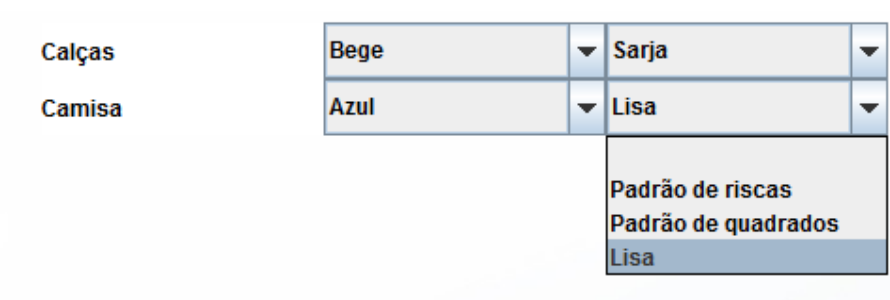 Calças Bege Sarja
Camisa Azul Lisa
Padrão de riscas
Padrão de quadrados
Lisa